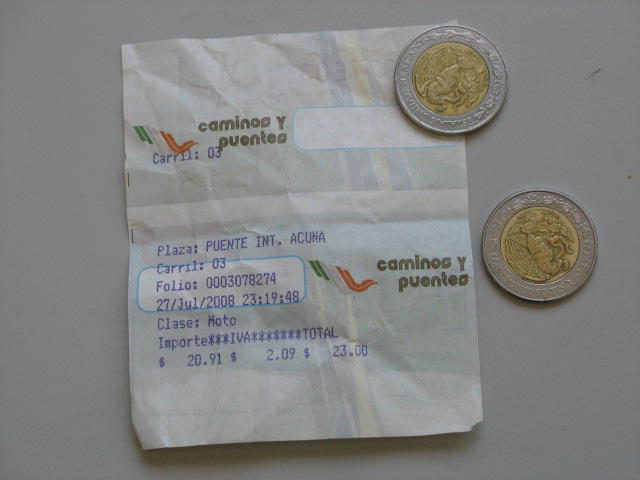 caminos y
puentes
Carril: 03
Plaza: PUENTE INT. ACUNA
Carril: 03
Folio: 0003078274
27/Jul/2008 23:19:48
caminos y
puentes
Clase: Moto
Importe***IVA*******TOTAL
$ 20.91 $ 2.09 $ 23.00